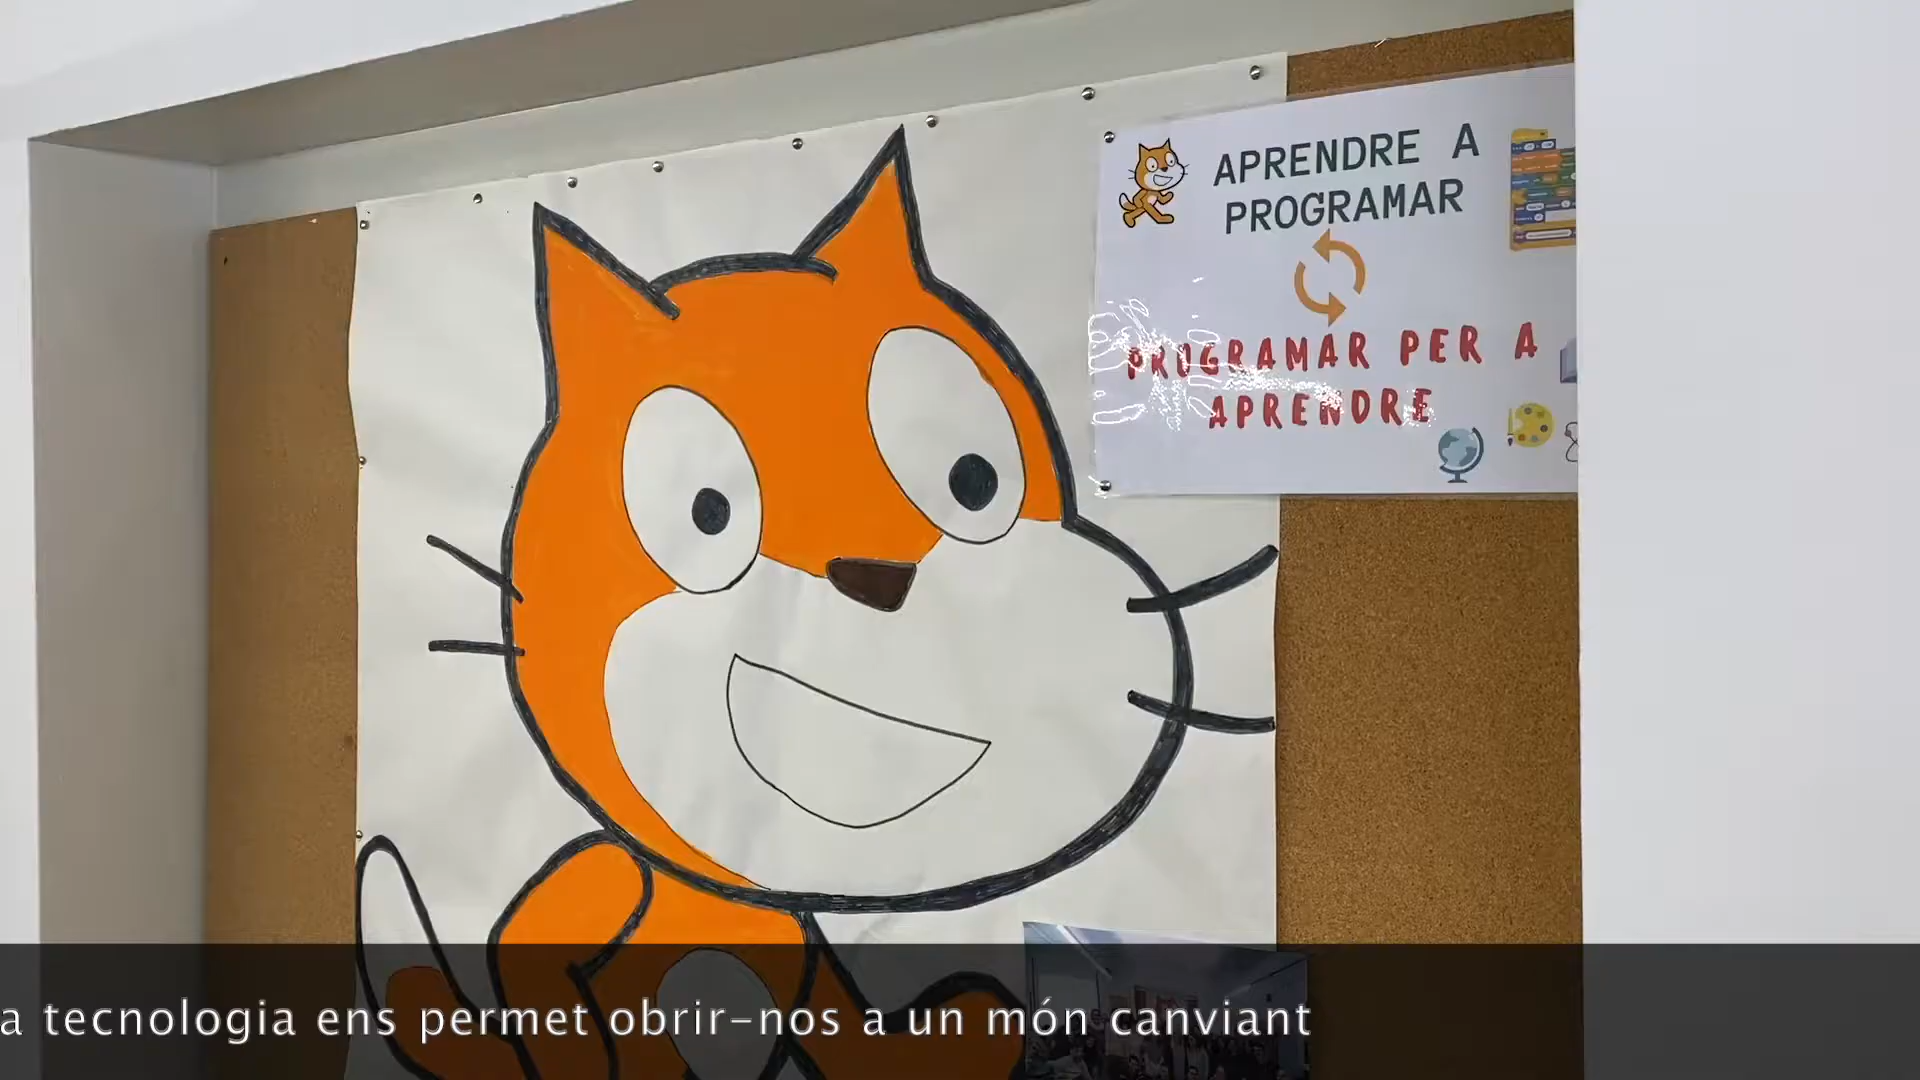 APRENDRE A
PROGRAMAR
PROGRAMAR PER A
APRENDRE
a tecnologia ens permet obrir-nos a un món canviant